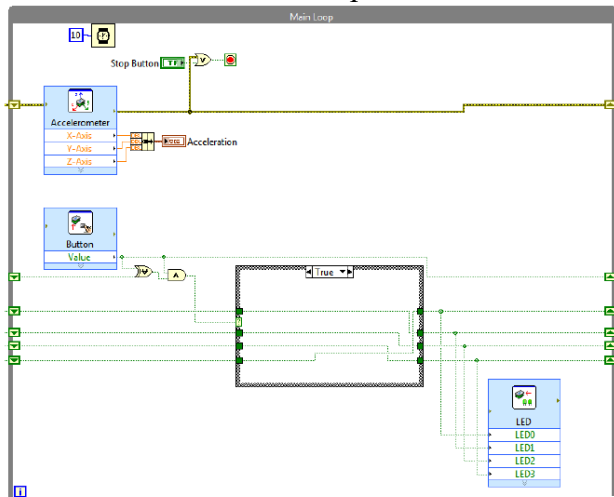 Main Loop
10
Stop Button
TF
V
Accelerometer
X-Axis
Y-Axis
Z-Axis
Acceleration
Button
Value
V
A
True
LED
LED0
LED1
LED2
LED3
i